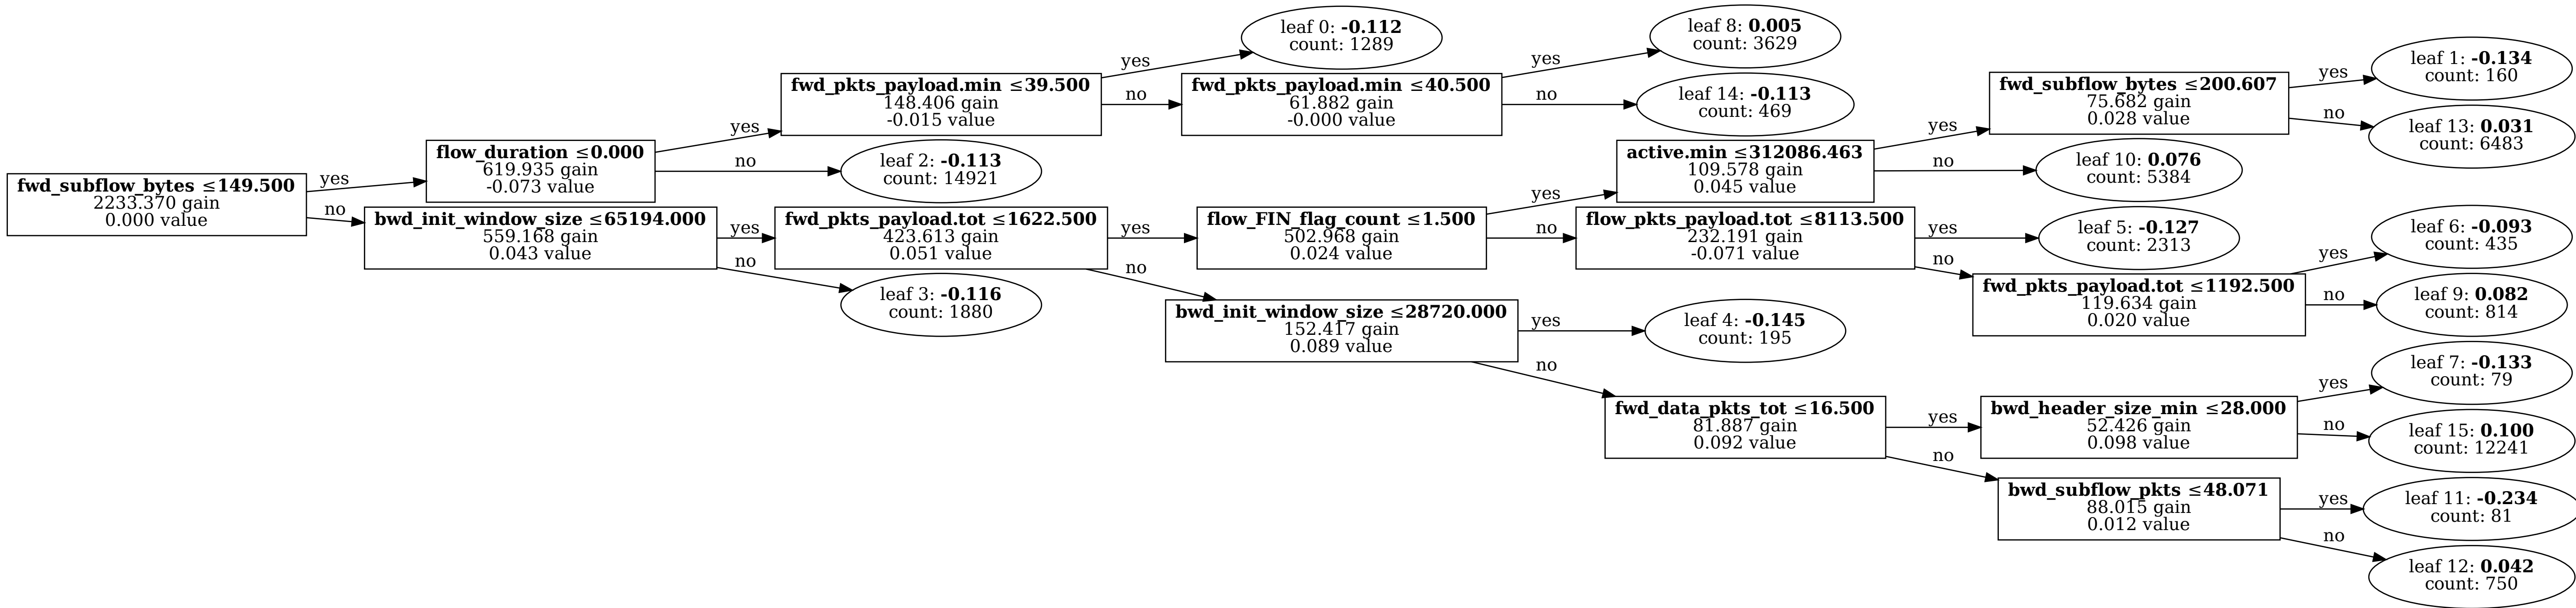 fwd_subflow_bytes ≤149.500
2233.370 gain
0.000 value
yes
no
flow_duration ≤0.000
619.935 gain
-0.073 value
yes
no
fwd_pkts_payload.min ≤39.500
148.406 gain
-0.015 value
yes
no
leaf 0: -0.112
count: 1289
fwd_pkts_payload.min ≤40.500
61.882 gain
-0.000 value
yes
no
leaf 8: 0.005
count: 3629
leaf 14: -0.113
count: 469
leaf 2: -0.113
count: 14921
bwd_init_window_size ≤65194.000
559.168 gain
0.043 value
yes
no
fwd_pkts_payload.tot ≤1622.500
423.613 gain
0.051 value
yes
no
leaf 3: -0.116
count: 1880
flow_FIN_flag_count ≤1.500
502.968 gain
0.024 value
yes
no
active.min ≤312086.463
109.578 gain
0.045 value
yes
no
fwd_subflow_bytes ≤200.607
75.682 gain
0.028 value
yes
no
leaf 1: -0.134
count: 160
leaf 13: 0.031
count: 6483
leaf 10: 0.076
count: 5384
flow_pkts_payload.tot ≤8113.500
232.191 gain
-0.071 value
yes
no
leaf 5: -0.127
count: 2313
fwd_pkts_payload.tot ≤1192.500
119.634 gain
0.020 value
yes
no
leaf 6: -0.093
count: 435
leaf 9: 0.082
count: 814
bwd_init_window_size ≤28720.000
152.417 gain
0.089 value
yes
no
leaf 4: -0.145
count: 195
fwd_data_pkts_tot ≤16.500
81.887 gain
0.092 value
yes
no
bwd_header_size_min ≤28.000
52.426 gain
0.098 value
yes
no
leaf 7: -0.133
count: 79
leaf 15: 0.100
count: 12241
bwd_subflow_pkts ≤48.071
88.015 gain
0.012 value
yes
no
leaf 11: -0.234
count: 81
leaf 12: 0.042
count: 750